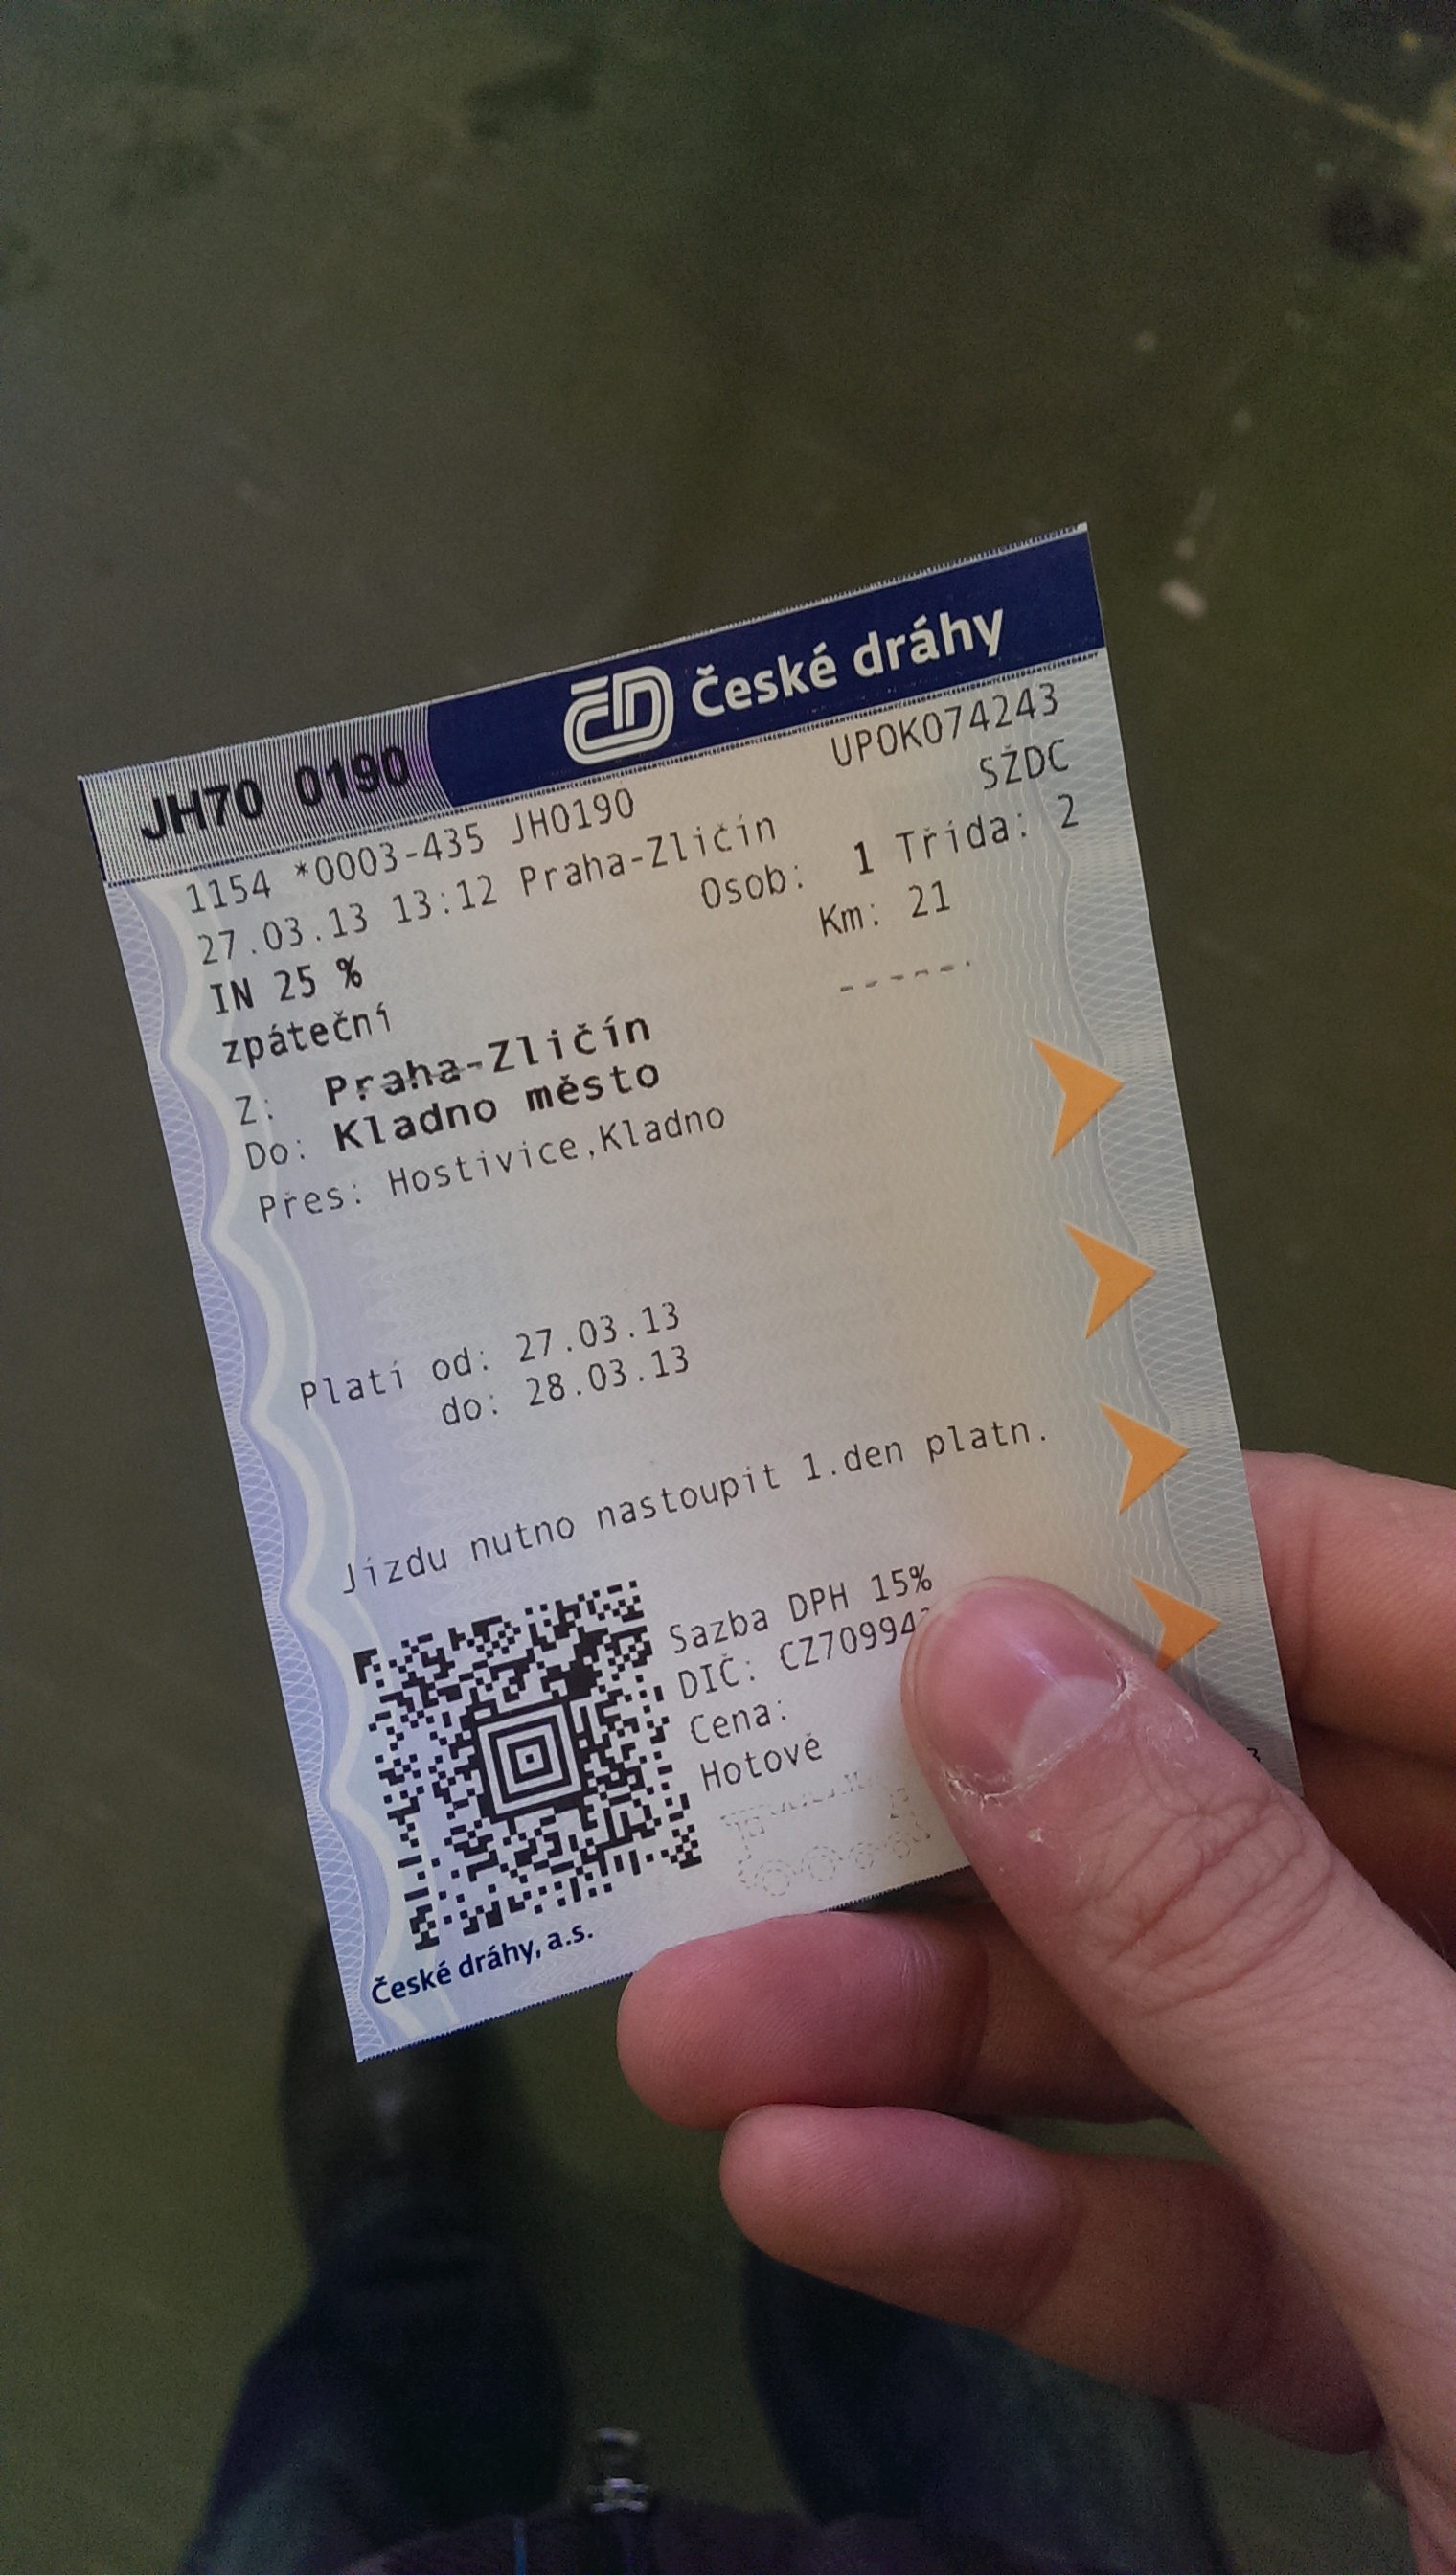 JH70 0190 ČD České dráhy
UPOK074243
1154 *0003-435 JH0190 SŽDC
27.03.13 13:12 Praha-Zličín
IN 25 % Osob: 1 Třída: 2
zpáteční Km: 21
Z: Praha-Zličín ------
Do: Kladno město
Přes: Hostivice,Kladno
Platí od: 27.03.13
do: 28.03.13
Jízdu nutno nastoupit 1.den platn.
Sazba DPH 15%
DIČ: CZ70994
Cena:
Hotově
České dráhy, a.s.